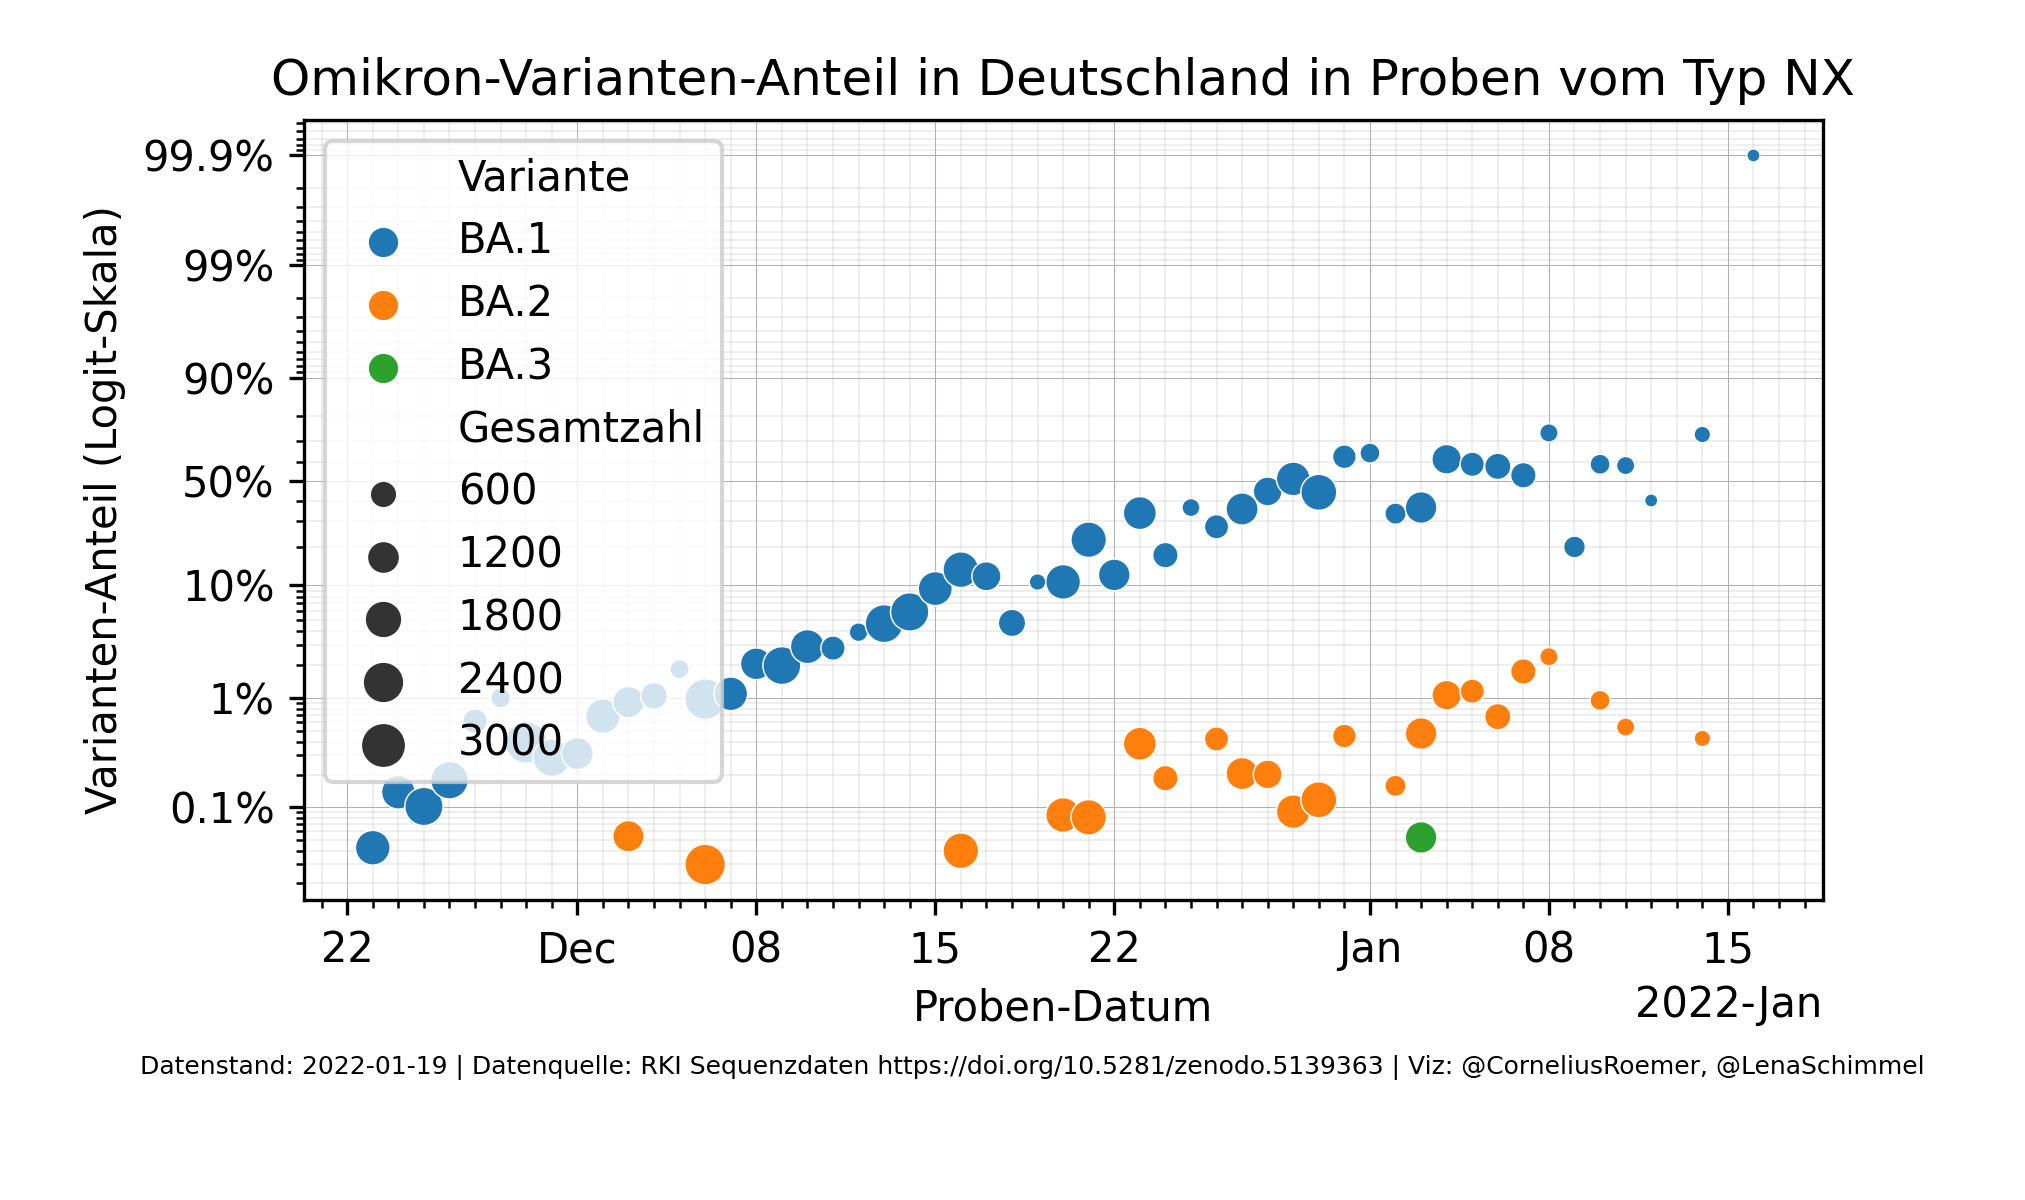 Omikron-Varianten-Anteil in Deutschland in Proben vom Typ NX
Varianten-Anteil (Logit-Skala)
99.9%
99%
90%
50%
10%
1%
0.1%
Variante
BA.1
BA.2
BA.3
Gesamtzahl
600
1200
1800
2400
3000
22 Dec 08 15 22 Jan 08 15
2022-Jan
Proben-Datum
Datenstand: 2022-01-19 | Datenquelle: RKI Sequenzdaten https://doi.org/10.5281/zenodo.5139363 | Viz: @CorneliusRoemer, @LenaSchimmel